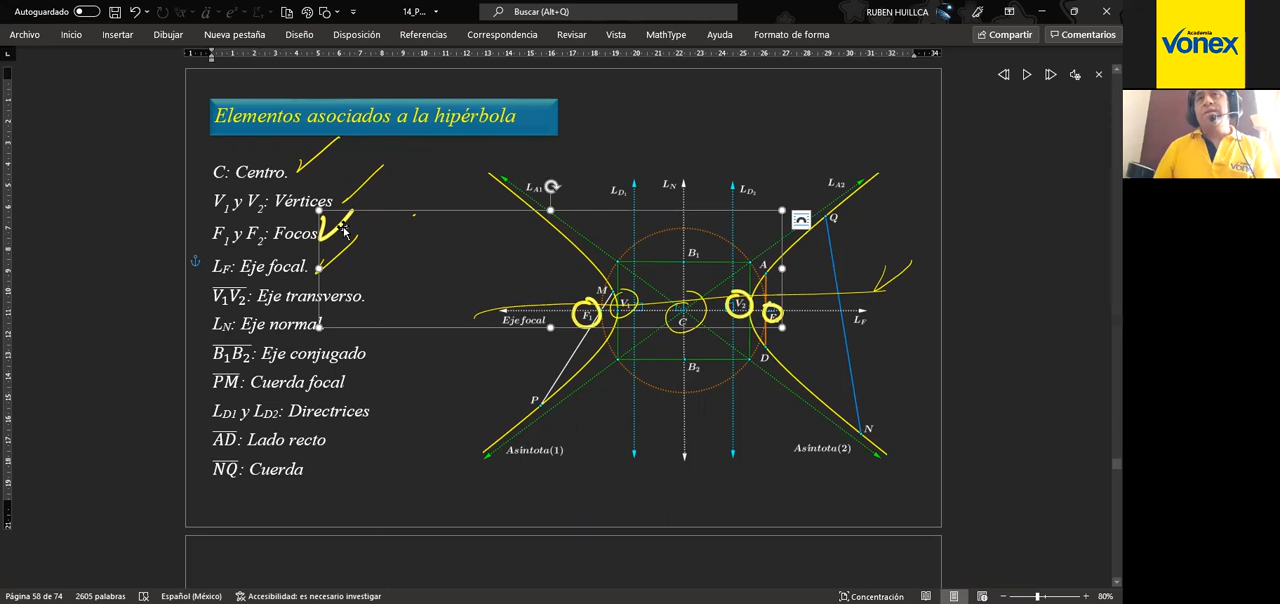 Autoguardado
14_P...
Buscar (Alt+Q)
RUBEN HUILLCA
Archivo Inicio Insertar Dibujar Nueva pestaña Diseño Disposición Referencias Correspondencia Revisar Vista MathType Ayuda Formato de forma
Compartir Comentarios
Academia
VONEX
Elementos asociados a la hipérbola
C: Centro.
V1 y V2: Vértices
F1 y F2: Focos
LF: Eje focal.
V1V2: Eje transverso.
LN: Eje normal
B1B2: Eje conjugado
PM: Cuerda focal
LD1 y LD2: Directrices
AD: Lado recto
NQ: Cuerda
LA1 LD1 LN LD2 LA2
Q
B1 A
M V1 V2
F1 C F
Eje focal LF
B2 D
P N
Asíntota(1) Asíntota(2)
Página 58 de 74 2605 palabras Español (México) Accesibilidad: es necesario investigar Concentración 80%